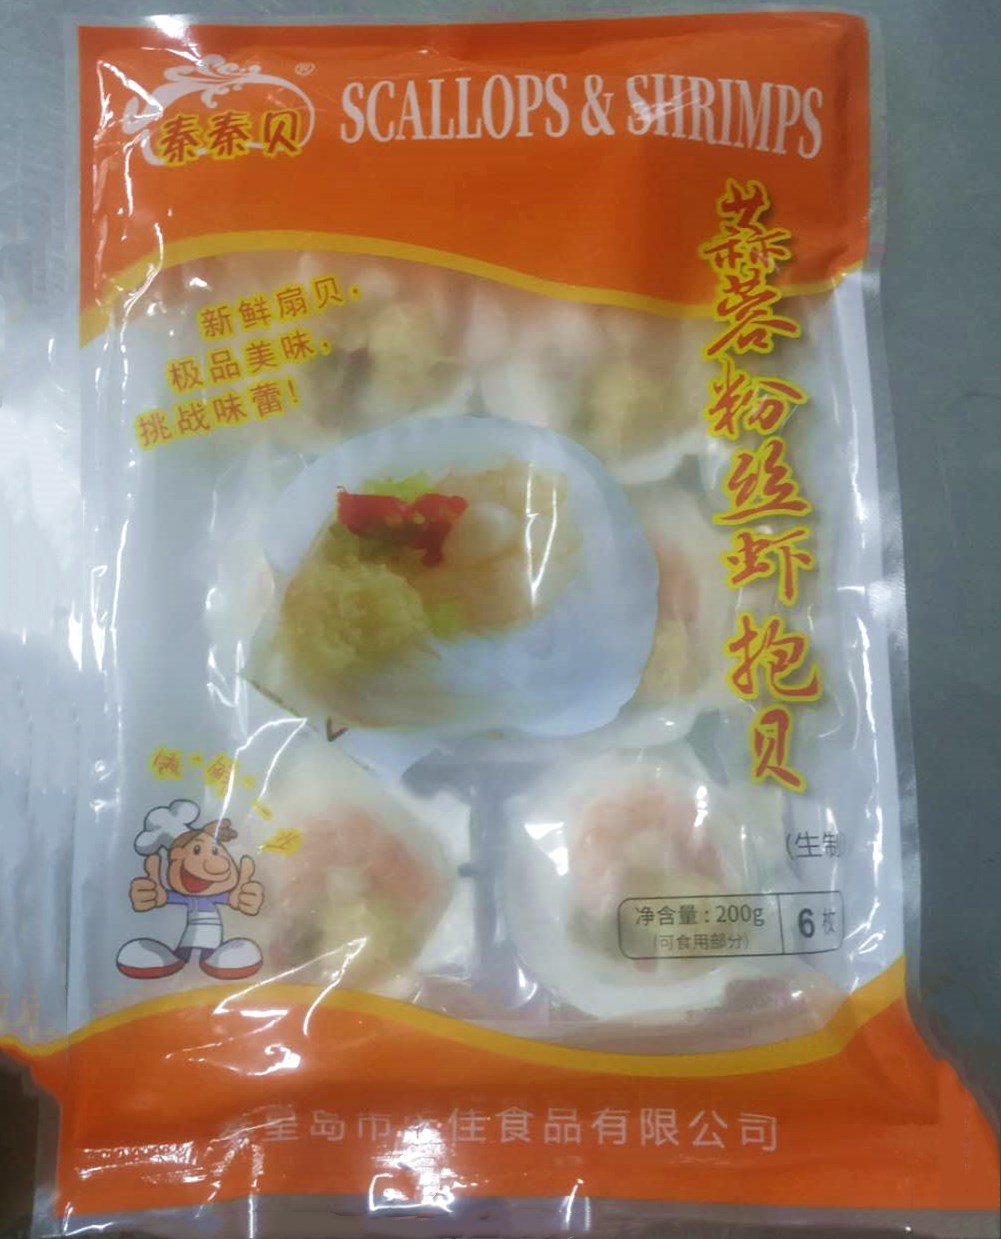 秦秦贝
®
SCALLOPS & SHRIMPS
蒜蓉粉丝虾抱贝
新鲜扇贝，
极品美味，
挑战味蕾！
(生制
净含量：200g
(可食用部分)
6枚
皇岛市 佳食品有限公司